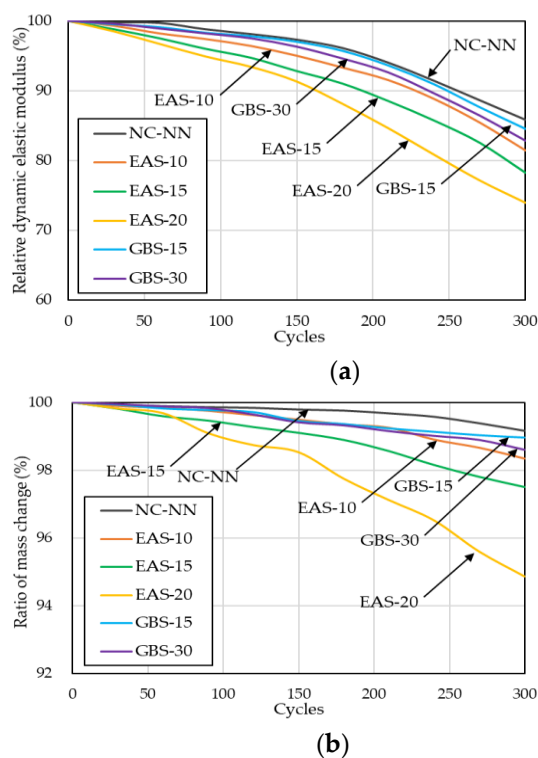 Relative dynamic elastic modulus (%)
100
90
80
70
60
NC-NN
EAS-10
GBS-30
EAS-15
EAS-20
GBS-15
NC-NN
EAS-10
EAS-15
EAS-20
GBS-15
GBS-30
0
50
100
150
200
250
300
Cycles
(a)
Ratio of mass change (%)
100
98
96
94
92
EAS-15
NC-NN
EAS-10
GBS-15
GBS-30
EAS-20
NC-NN
EAS-10
EAS-15
EAS-20
GBS-15
GBS-30
0
50
100
150
200
250
300
Cycles
(b)